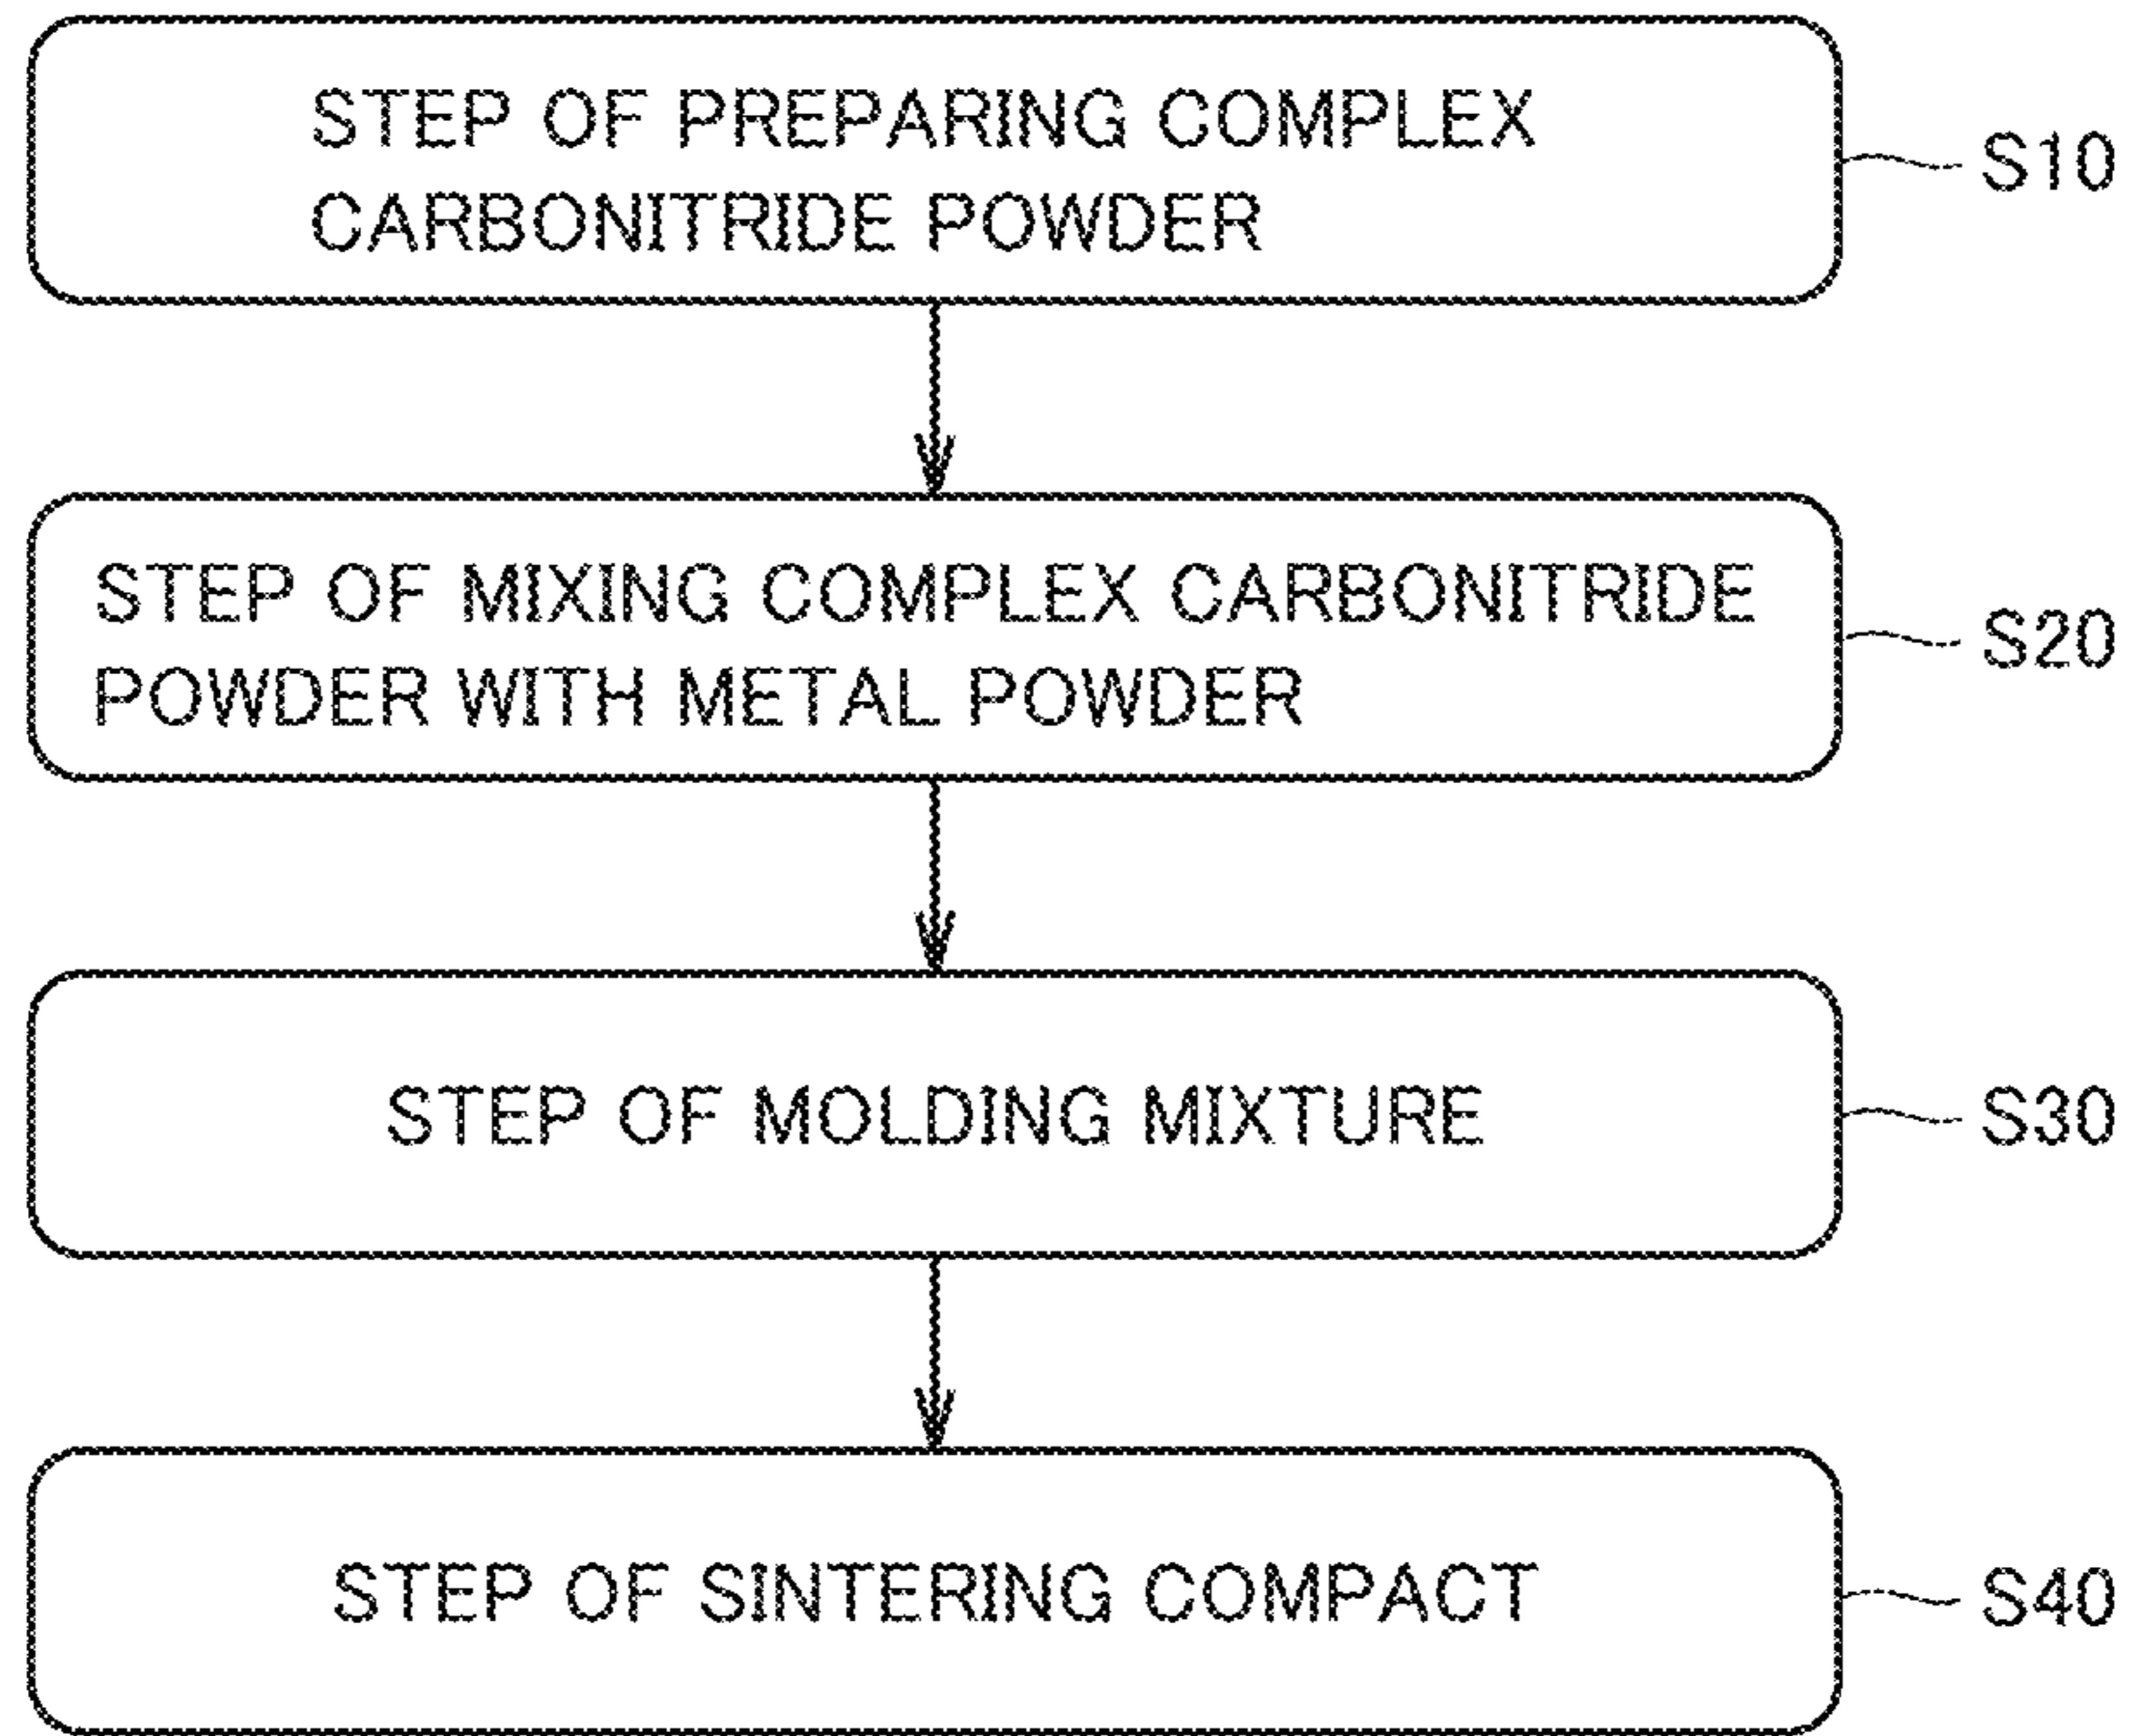 STEP OF PREPARING COMPLEX
CARBONITRIDE POWDER
S10
STEP OF MIXING COMPLEX CARBONITRIDE
POWDER WITH METAL POWDER
S20
STEP OF MOLDING MIXTURE
S30
STEP OF SINTERING COMPACT
S40